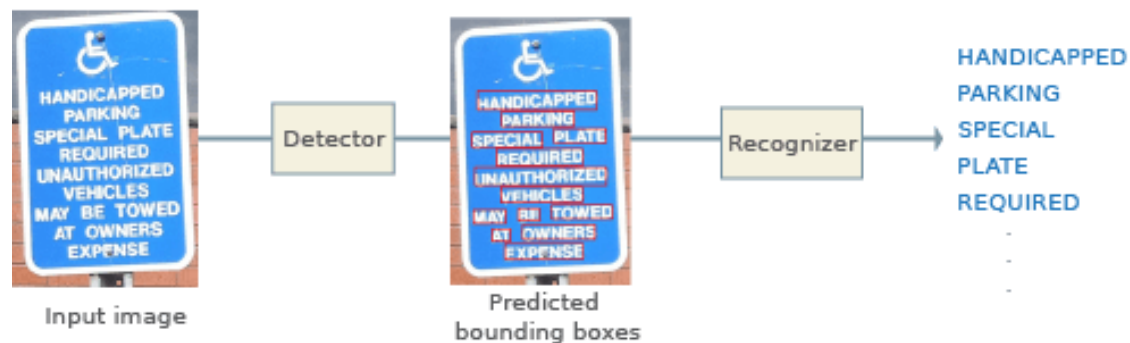 HANDICAPPED
PARKING
SPECIAL PLATE
REQUIRED
UNAUTHORIZED
VEHICLES
MAY BE TOWED
AT OWNERS
EXPENSE
Input image
Detector
HANDICAPPED
PARKING
SPECIAL PLATE
REQUIRED
UNAUTHORIZED
VEHICLES
MAY BE TOWED
AT OWNERS
EXPENSE
Predicted
bounding boxes
Recognizer
HANDICAPPED
PARKING
SPECIAL
PLATE
REQUIRED